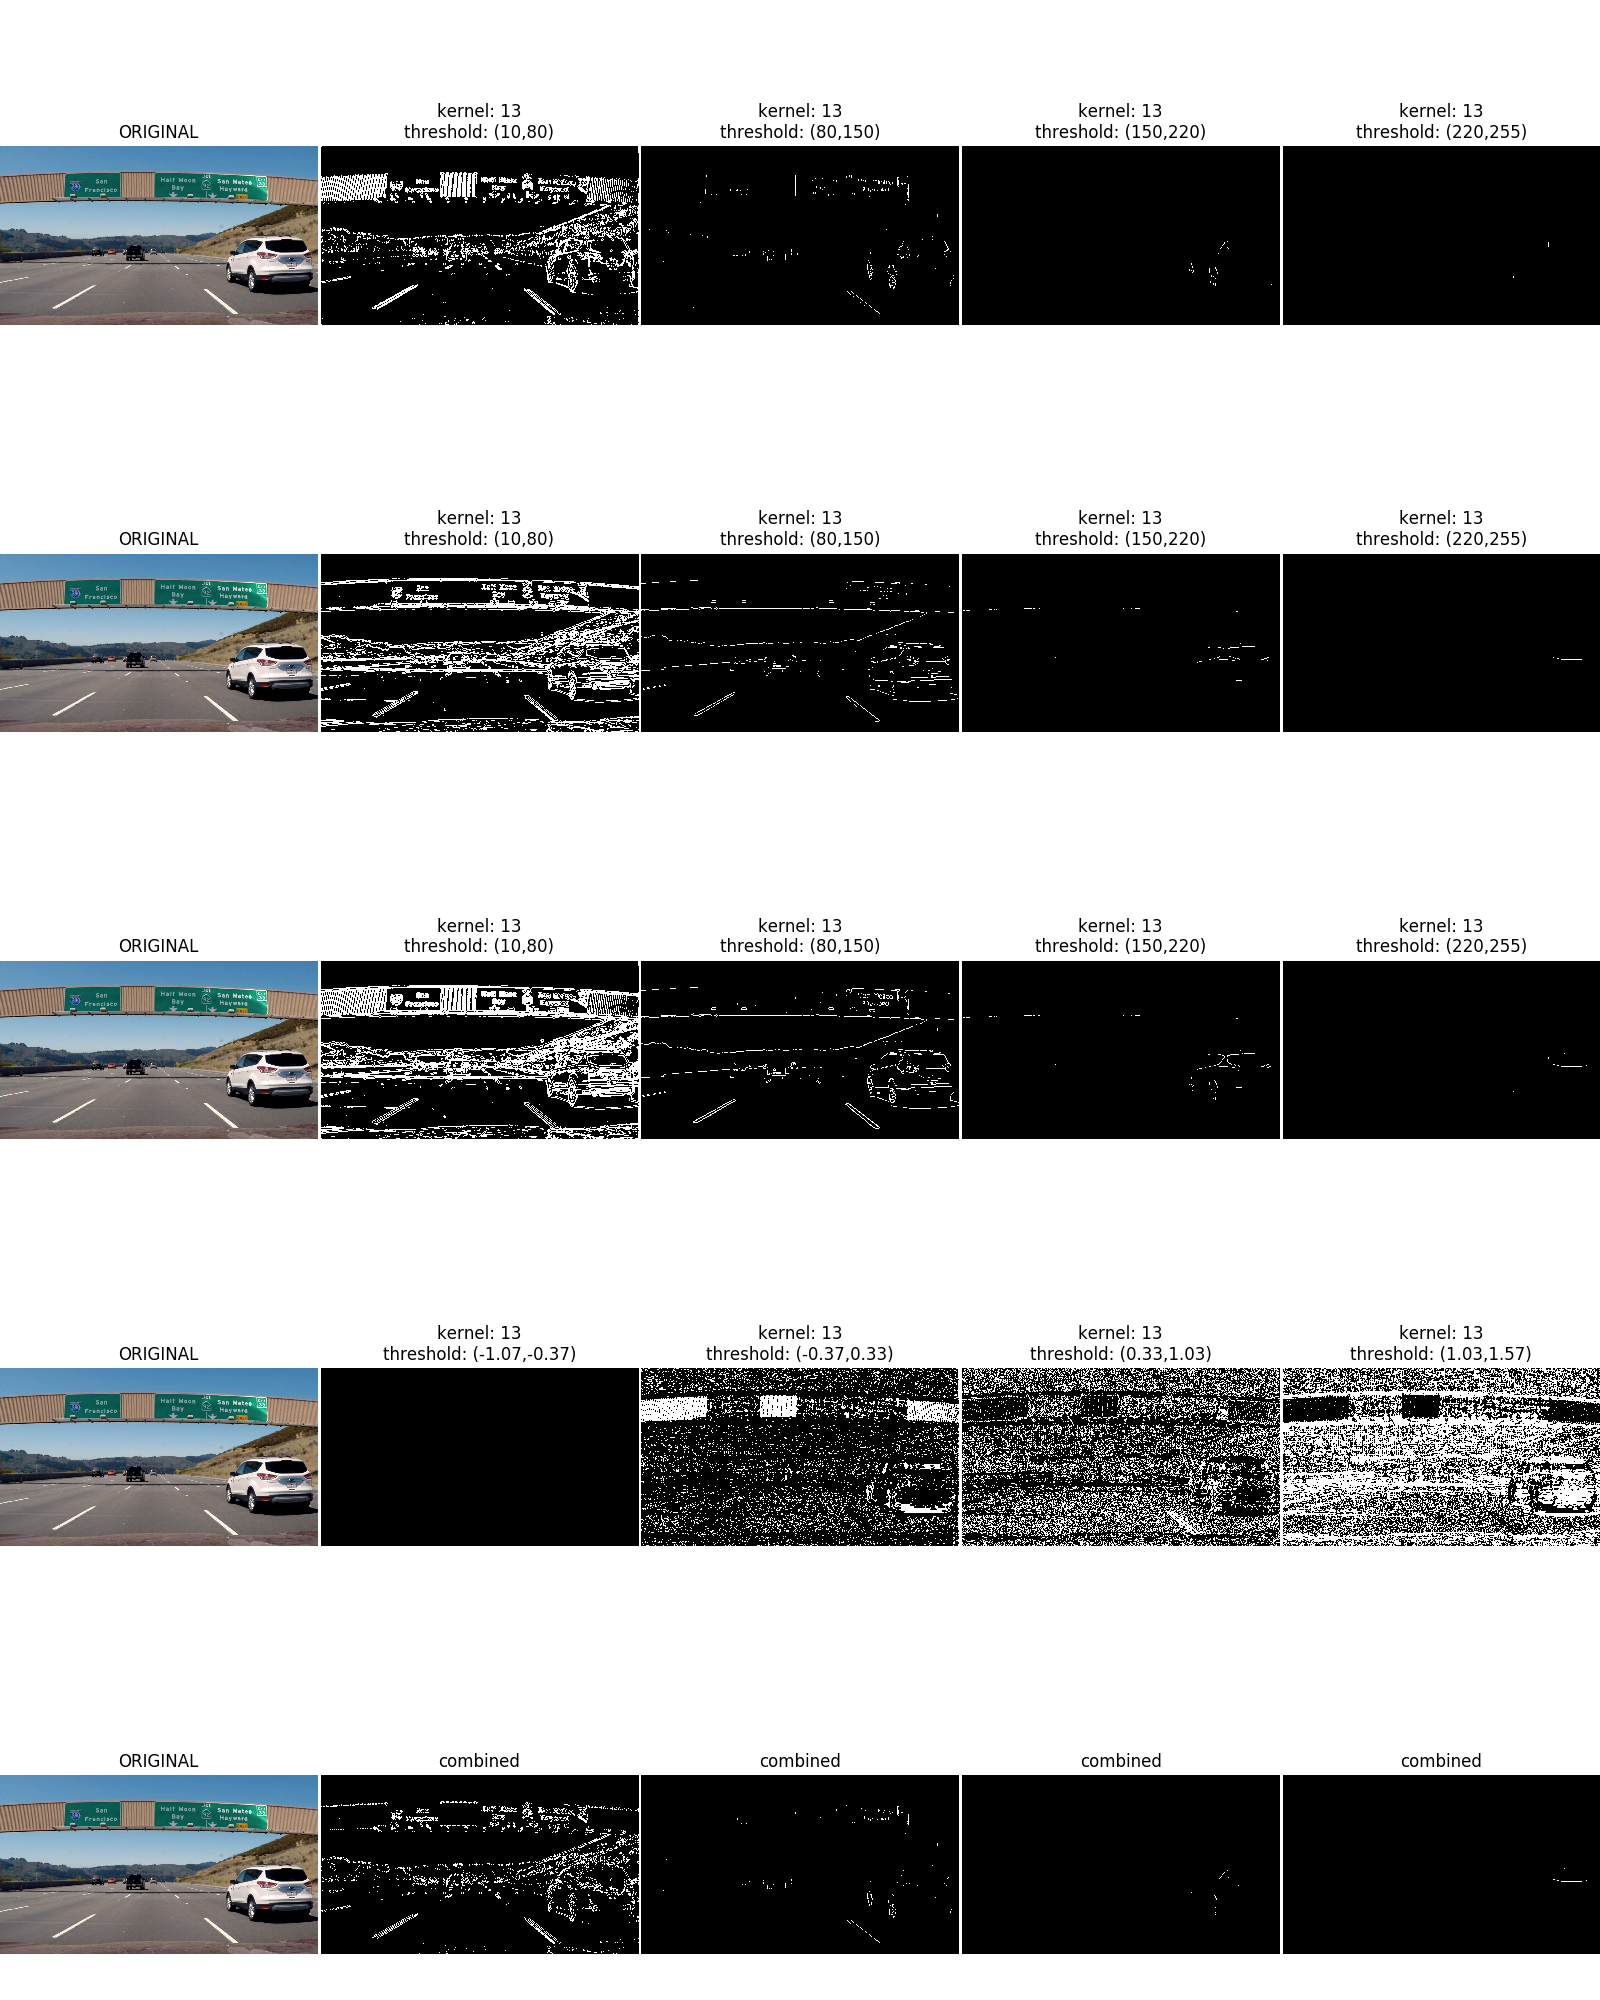 ORIGINAL
kernel: 13
threshold: (10,80)
kernel: 13
threshold: (80,150)
kernel: 13
threshold: (150,220)
kernel: 13
threshold: (220,255)
San
Francisco
Half Moon
Bay
92
San Mateo
Hayward
ORIGINAL
kernel: 13
threshold: (10,80)
kernel: 13
threshold: (80,150)
kernel: 13
threshold: (150,220)
kernel: 13
threshold: (220,255)
San
Francisco
Half Moon
Bay
92
San Mateo
Hayward
ORIGINAL
kernel: 13
threshold: (10,80)
kernel: 13
threshold: (80,150)
kernel: 13
threshold: (150,220)
kernel: 13
threshold: (220,255)
San
Francisco
Half Moon
Bay
92
San Mateo
Hayward
ORIGINAL
kernel: 13
threshold: (-1.07,-0.37)
kernel: 13
threshold: (-0.37,0.33)
kernel: 13
threshold: (0.33,1.03)
kernel: 13
threshold: (1.03,1.57)
San
Francisco
Half Moon
Bay
92
San Mateo
Hayward
ORIGINAL
combined
combined
combined
combined
San
Francisco
Half Moon
Bay
92
San Mateo
Hayward